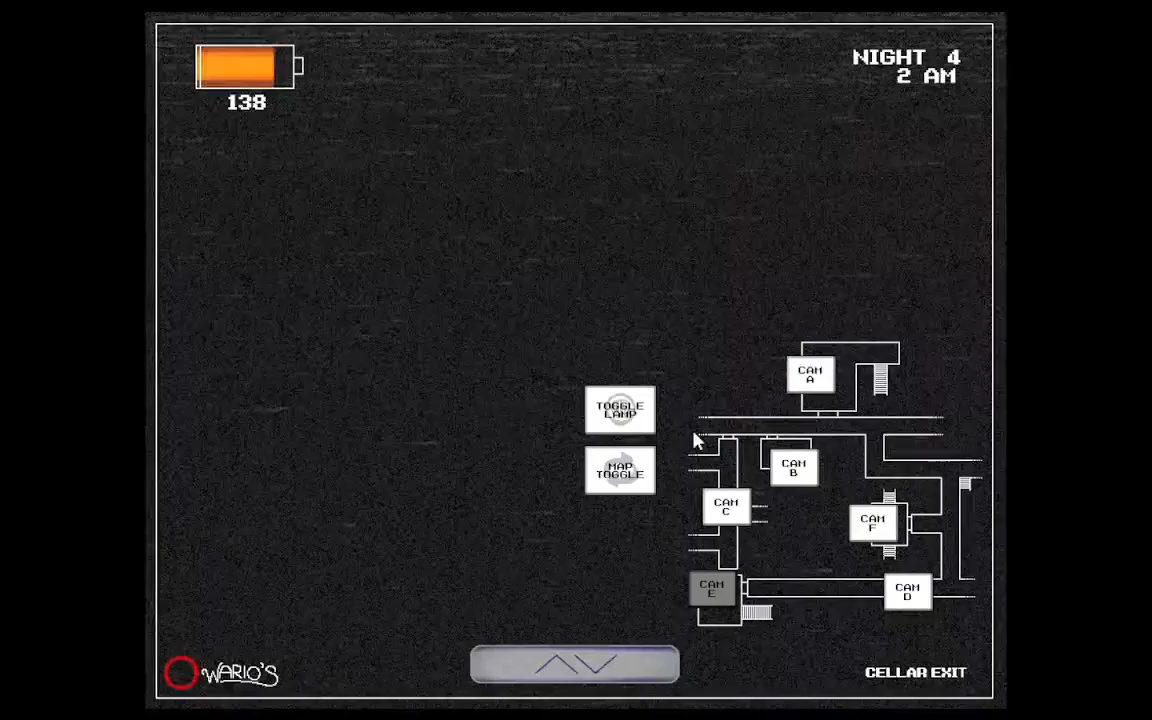 NIGHT 4
2 AM
138
CAM
A
TOGGLE
LAMP
MAP
TOGGLE
CAM
B
CAM
C
CAM
F
CAM
E
CAM
D
WARIO'S
CELLAR EXIT